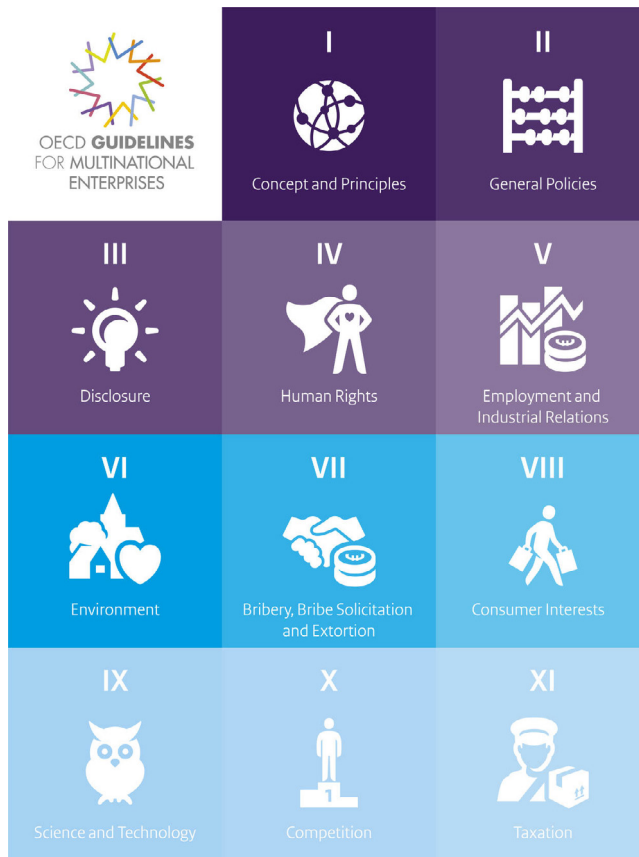 OECD GUIDELINES
FOR MULTINATIONAL
ENTERPRISES
I
Concept and Principles
II
General Policies
III
Disclosure
IV
Human Rights
V
Employment and
Industrial Relations
VI
Environment
VII
Bribery, Bribe Solicitation
and Extortion
VIII
Consumer Interests
IX
Science and Technology
X
1
Competition
XI
Taxation